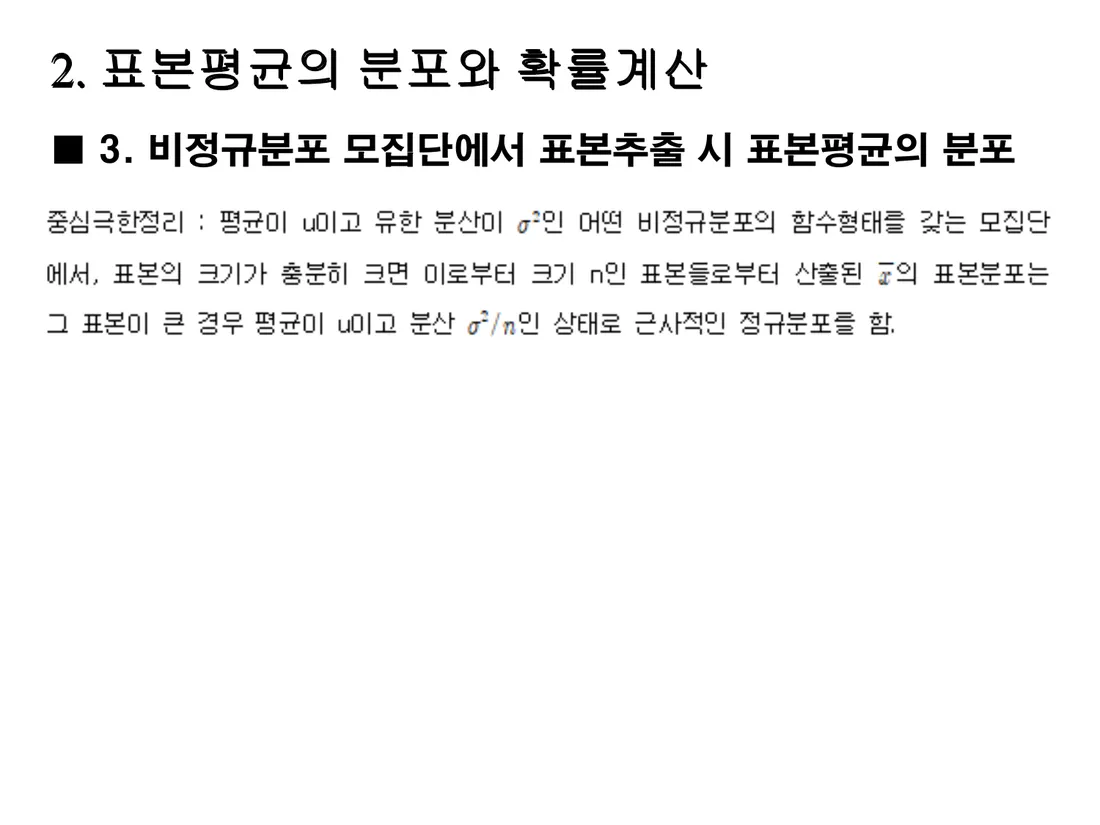 2. 표본평균의 분포와 확률계산
■ 3. 비정규분포 모집단에서 표본추출 시 표본평균의 분포
중심극한정리 : 평균이 u이고 유한 분산이 σ²인 어떤 비정규분포의 함수형태를 갖는 모집단
에서, 표본의 크기가 충분히 크면 이로부터 크기 n인 표본들로부터 산출된 x̄의 표본분포는
그 표본이 큰 경우 평균이 u이고 분산 σ²/n인 상태로 근사적인 정규분포를 함.